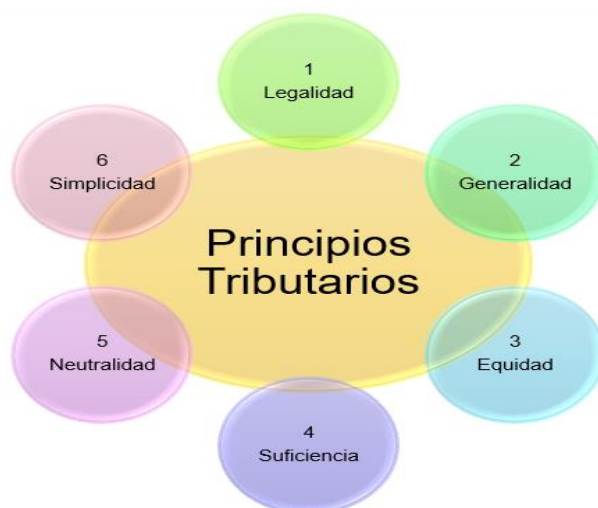 Principios
Tributarios
1
Legalidad
2
Generalidad
3
Equidad
4
Suficiencia
5
Neutralidad
6
Simplicidad